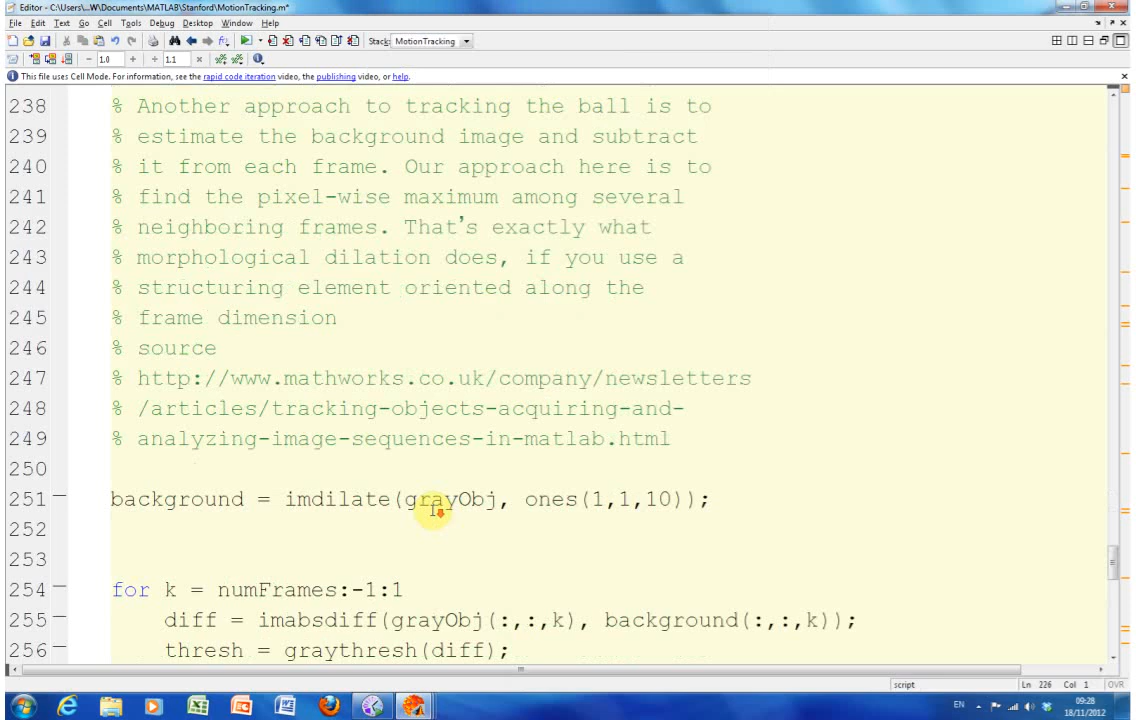 Editor - C:\Users\...W\Documents\MATLAB\Stanford\MotionTracking.m*
File Edit Text Go Cell Tools Debug Desktop Window Help
Stack: MotionTracking
- 1.0 + ÷ 1.1 ×
This file uses Cell Mode. For information, see the rapid code iteration video, the publishing video, or help.
238 % Another approach to tracking the ball is to
239 % estimate the background image and subtract
240 % it from each frame. Our approach here is to
241 % find the pixel-wise maximum among several
242 % neighboring frames. That’s exactly what
243 % morphological dilation does, if you use a
244 % structuring element oriented along the
245 % frame dimension
246 % source
247 % http://www.mathworks.co.uk/company/newsletters
248 % /articles/tracking-objects-acquiring-and-
249 % analyzing-image-sequences-in-matlab.html
250
251 background = imdilate(grayObj, ones(1,1,10));
252
253
254 for k = numFrames:-1:1
255 diff = imabsdiff(grayObj(:,:,k), background(:,:,k));
256 thresh = graythresh(diff);
script Ln 226 Col 1 OVR
EN 09:28
18/11/2012